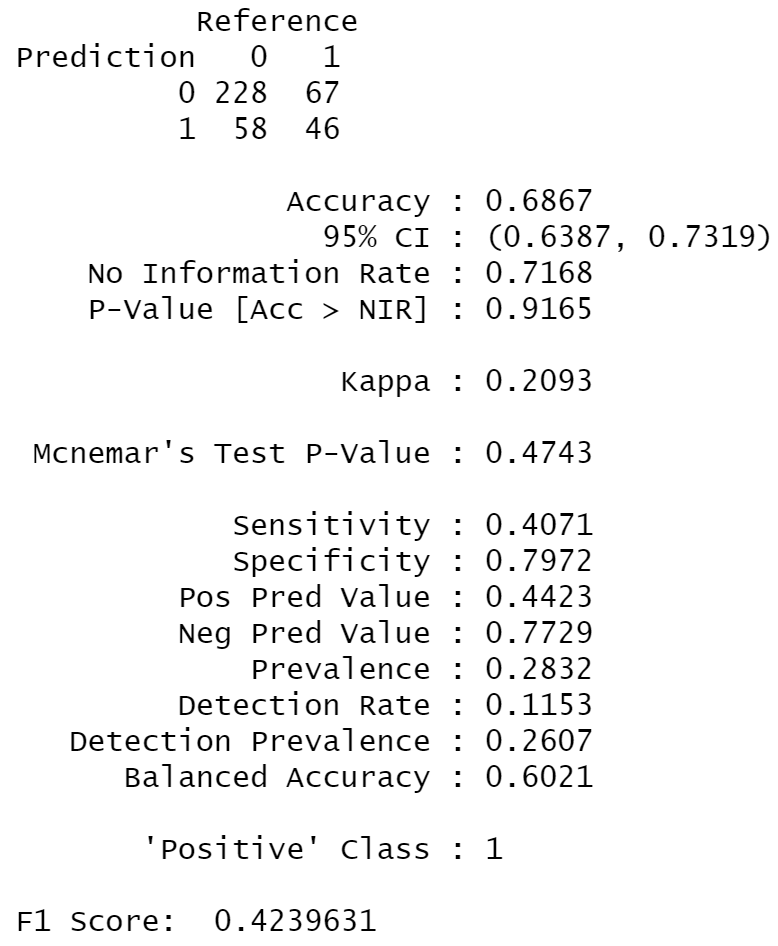 Reference
Prediction 0 1
0 228 67
1 58 46
Accuracy : 0.6867
95% CI : (0.6387, 0.7319)
No Information Rate : 0.7168
P-Value [Acc > NIR] : 0.9165
Kappa : 0.2093
Mcnemar's Test P-Value : 0.4743
Sensitivity : 0.4071
Specificity : 0.7972
Pos Pred Value : 0.4423
Neg Pred Value : 0.7729
Prevalence : 0.2832
Detection Rate : 0.1153
Detection Prevalence : 0.2607
Balanced Accuracy : 0.6021
'Positive' Class : 1
F1 Score: 0.4239631